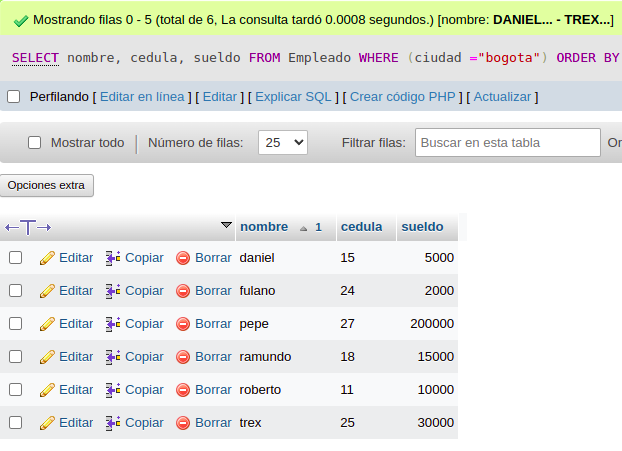 Mostrando filas 0 - 5 (total de 6, La consulta tardó 0.0008 segundos.) [nombre: DANIEL... - TREX...]
SELECT nombre, cedula, sueldo FROM Empleado WHERE (ciudad ="bogota") ORDER BY
Perfilando [ Editar en línea ] [ Editar ] [ Explicar SQL ] [ Crear código PHP ] [ Actualizar ]
Mostrar todo Número de filas: 25 Filtrar filas: Buscar en esta tabla Or
Opciones extra
nombre 1 cedula sueldo
Editar Copiar Borrar daniel 15 5000
Editar Copiar Borrar fulano 24 2000
Editar Copiar Borrar pepe 27 200000
Editar Copiar Borrar ramundo 18 15000
Editar Copiar Borrar roberto 11 10000
Editar Copiar Borrar trex 25 30000